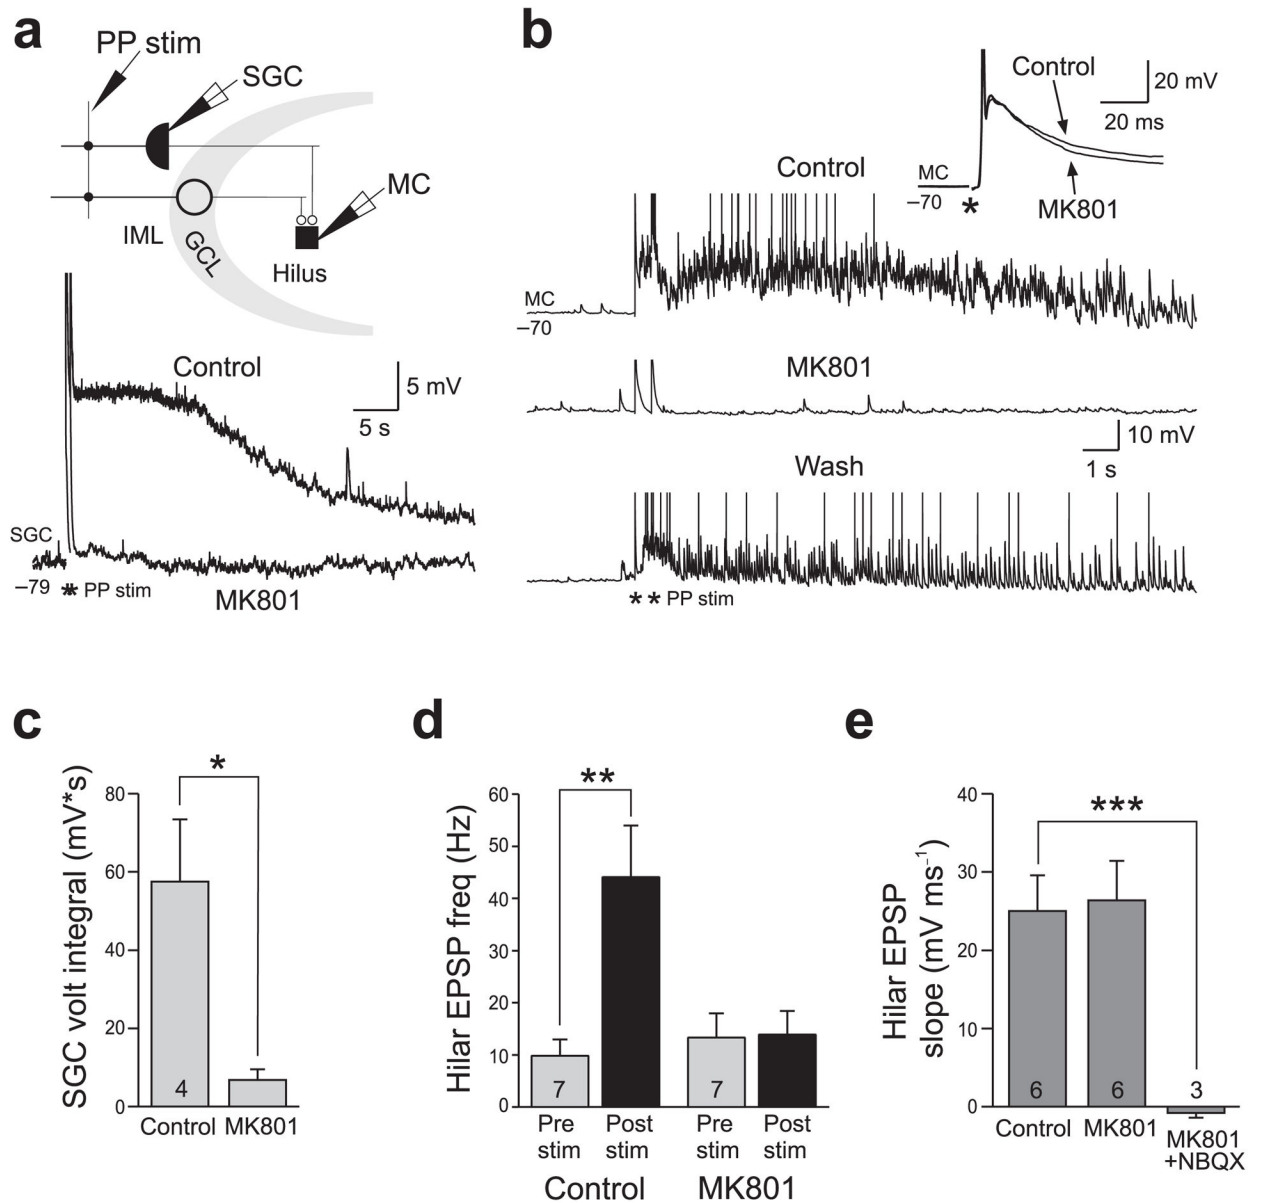 a
PP stim
SGC
MC
IML
GCL
Hilus
Control
5 mV
5 s
SGC
–79
** PP stim
MK801
b
Control
20 mV
20 ms
MC
–70
*
MK801
Control
MC
–70
MK801
10 mV
1 s
Wash
** PP stim
c
SGC volt integral (mV*s)
80
60
40
20
0
*
4
Control MK801
d
Hilar EPSP freq (Hz)
60
50
40
30
20
10
0
**
7
7
Pre stim
Post stim
Pre stim
Post stim
Control
MK801
e
Hilar EPSP
slope (mV ms⁻¹)
40
30
20
10
0
***
6
6
3
Control
MK801
MK801
+NBQX